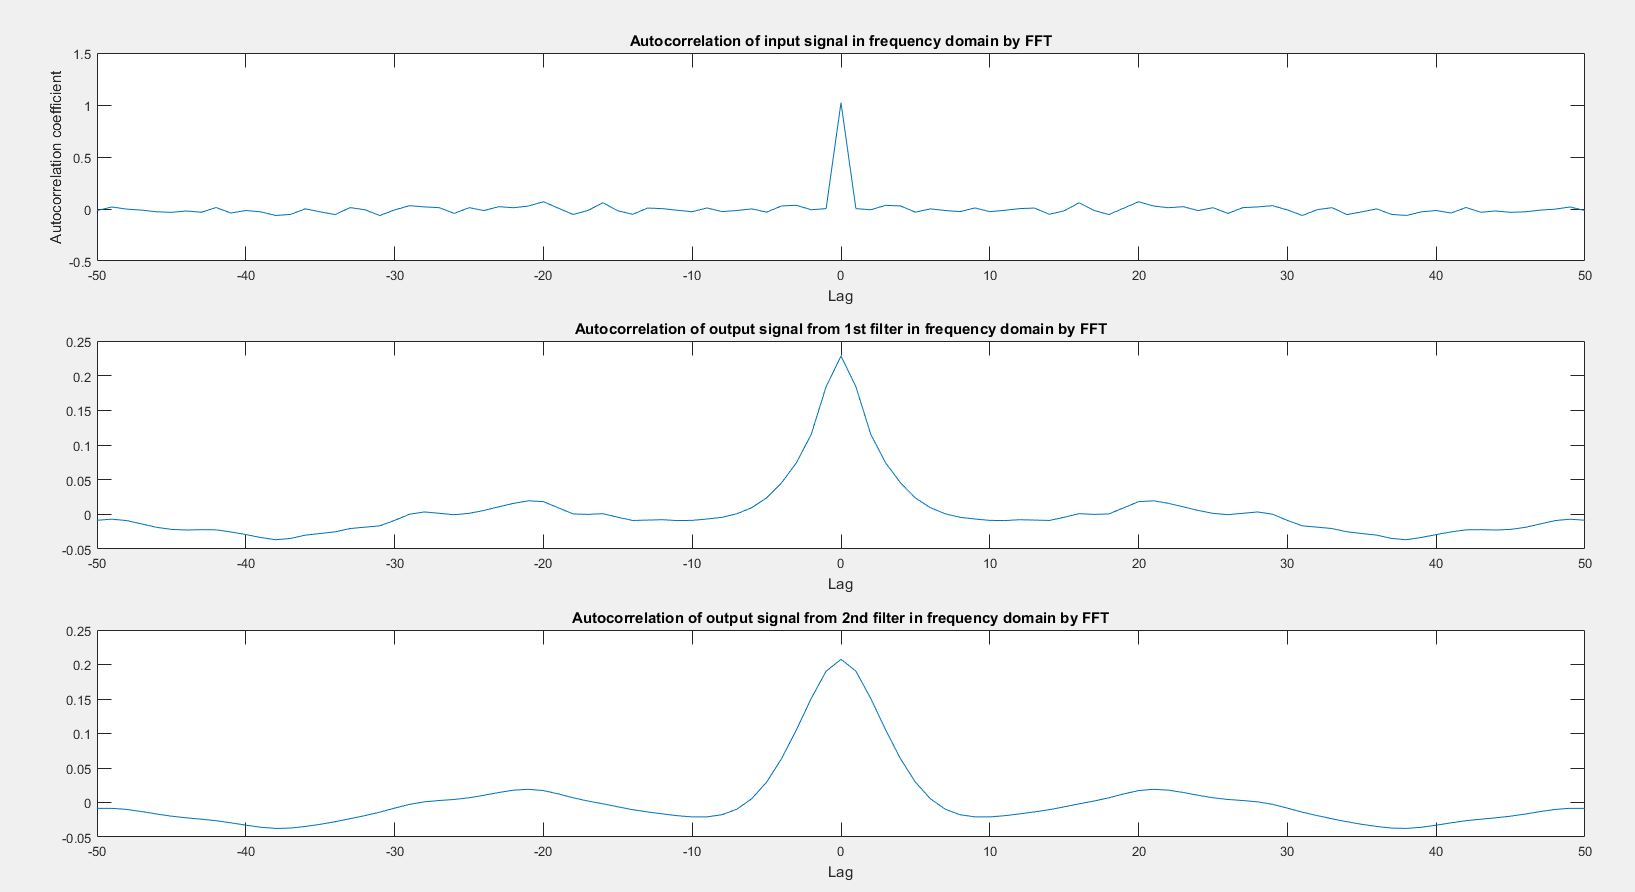 Autocorrelation of input signal in frequency domain by FFT
Autocorrelation coefficient
1.5
1
0.5
0
-0.5
-50 -40 -30 -20 -10 0 10 20 30 40 50
Lag
Autocorrelation of output signal from 1st filter in frequency domain by FFT
0.25
0.2
0.15
0.1
0.05
0
-0.05
-50 -40 -30 -20 -10 0 10 20 30 40 50
Lag
Autocorrelation of output signal from 2nd filter in frequency domain by FFT
0.25
0.2
0.15
0.1
0.05
0
-0.05
-50 -40 -30 -20 -10 0 10 20 30 40 50
Lag